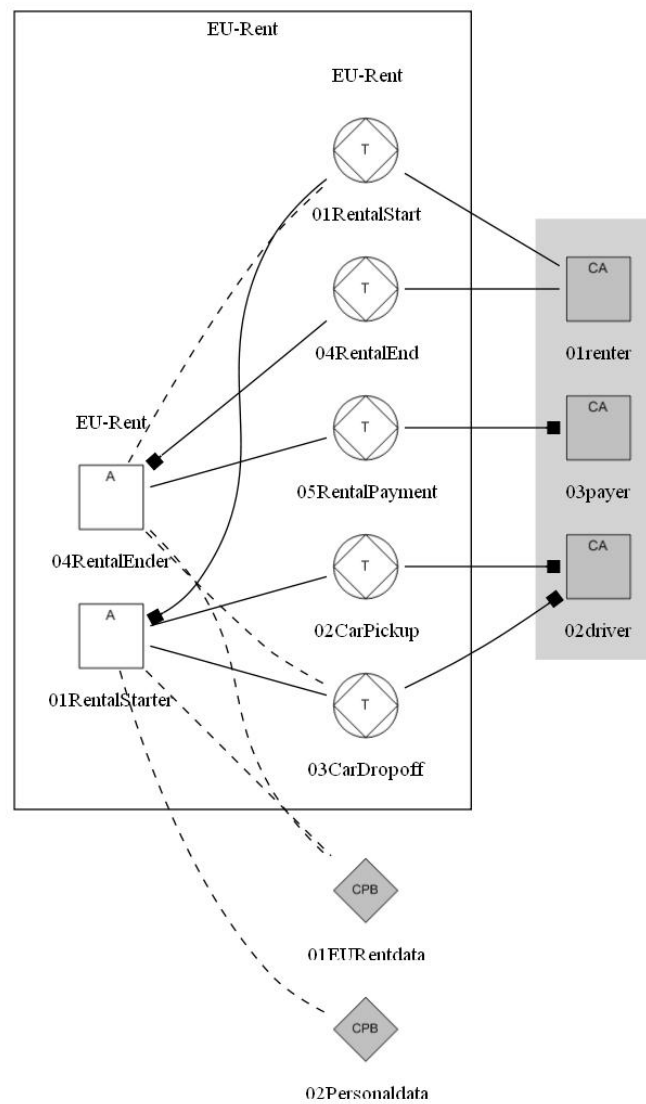 EU-Rent
EU-Rent
T
01RentalStart
T
CA
04RentalEnd
01renter
EU-Rent
T
CA
A
05RentalPayment
03payer
04RentalEnder
T
CA
A
02CarPickup
02driver
01RentalStarter
T
03CarDropoff
CPB
01EURentdata
CPB
02Personaldata